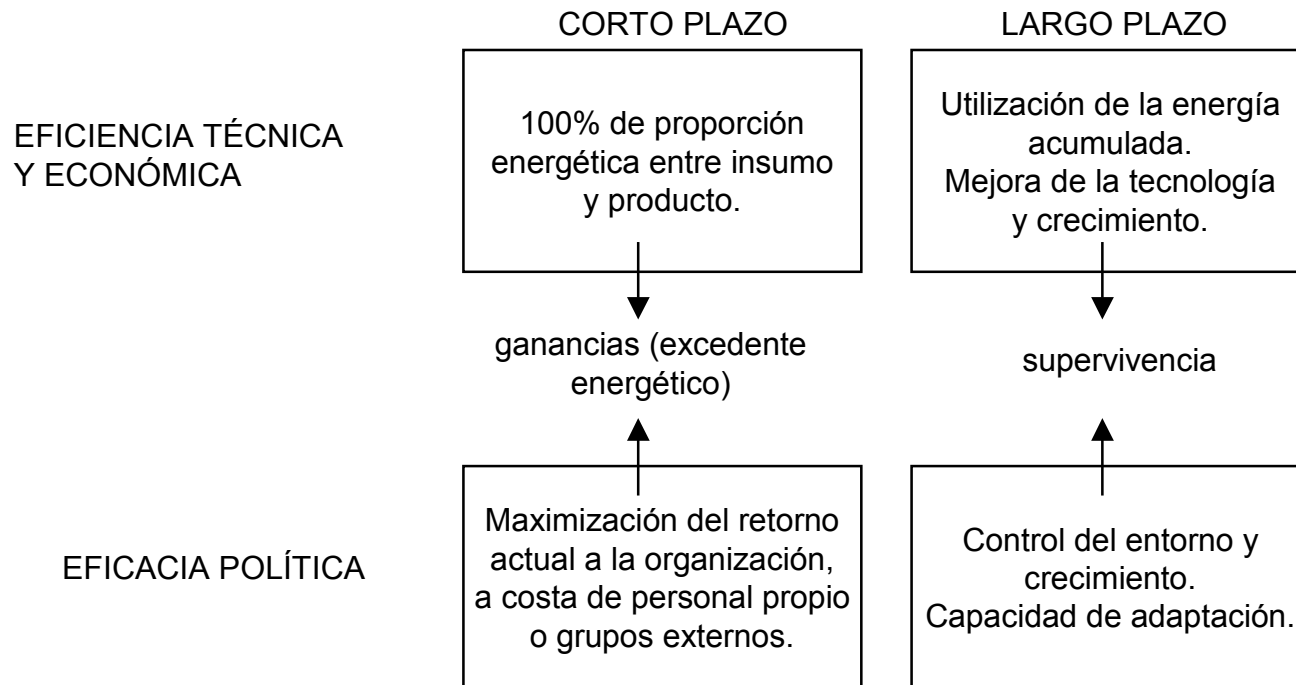 CORTO PLAZO
LARGO PLAZO
EFICIENCIA TÉCNICA
Y ECONÓMICA
100% de proporción
energética entre insumo
y producto.
Utilización de la energía
acumulada.
Mejora de la tecnología
y crecimiento.
ganancias (excedente
energético)
supervivencia
EFICACIA POLÍTICA
Maximización del retorno
actual a la organización,
a costa de personal propio
o grupos externos.
Control del entorno y
crecimiento.
Capacidad de adaptación.